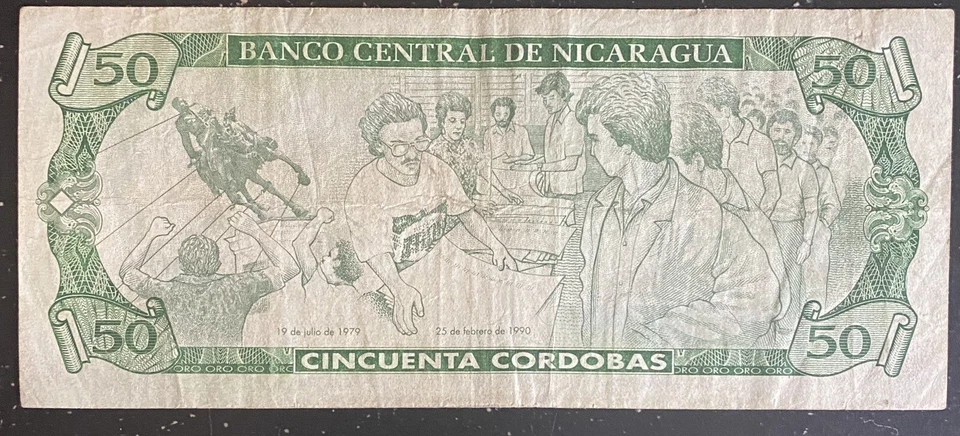 50
BANCO CENTRAL DE NICARAGUA
50
19 de julio de 1979
25 de febrero de 1990
50
CINCUENTA CORDOBAS
50
ORO ORO ORO ORO
ORO ORO ORO ORO